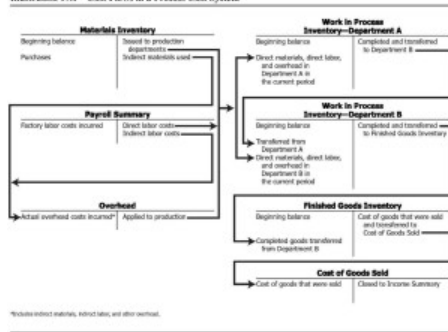 Materials Inventory
Beginning balance
Purchases
Issued to production
departments
Indirect materials used
Payroll Summary
Factory labor costs incurred
Direct labor costs
Indirect labor costs
Overhead
Actual overhead costs incurred*
Applied to production
Work in Process
Inventory—Department A
Beginning balance
Direct materials, direct labor,
and overhead in
Department A in
the current period
Completed and transferred
to Department B
Work in Process
Inventory—Department B
Beginning balance
Transferred from
Department A
Direct materials, direct labor,
and overhead in
Department B in
the current period
Completed and transferred
to Finished Goods Inventory
Finished Goods Inventory
Beginning balance
Completed goods transferred
from Department B
Cost of goods that were sold
and transferred to
Cost of Goods Sold
Cost of Goods Sold
Cost of goods that were sold
Closed to Income Summary
*Includes indirect materials, indirect labor, and other overhead.